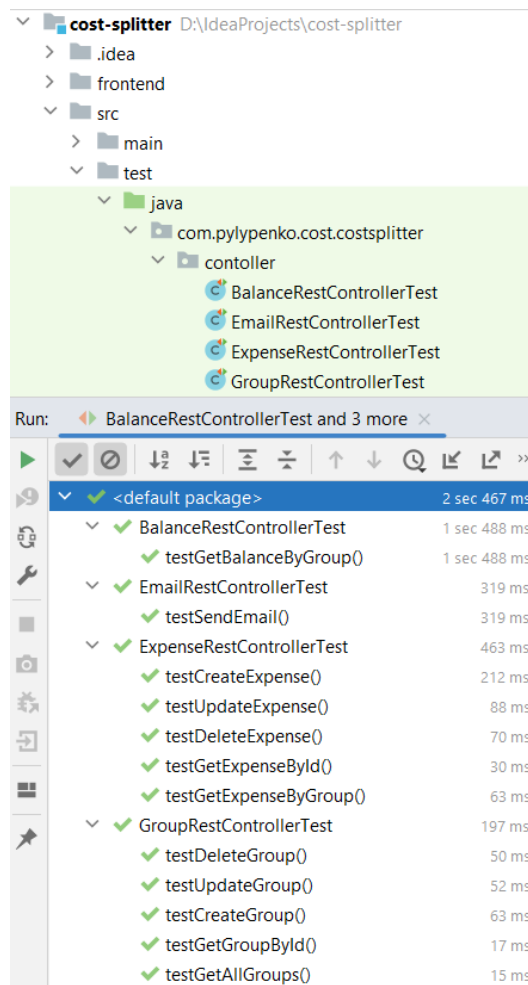 cost-splitter D:\IdeaProjects\cost-splitter
.idea
frontend
src
main
test
java
com.pylypenko.cost.costsplitter
contoller
BalanceRestControllerTest
EmailRestControllerTest
ExpenseRestControllerTest
GroupRestControllerTest
Run: BalanceRestControllerTest and 3 more
<default package> 2 sec 467 ms
BalanceRestControllerTest 1 sec 488 ms
testGetBalanceByGroup() 1 sec 488 ms
EmailRestControllerTest 319 ms
testSendEmail() 319 ms
ExpenseRestControllerTest 463 ms
testCreateExpense() 212 ms
testUpdateExpense() 88 ms
testDeleteExpense() 70 ms
testGetExpenseById() 30 ms
testGetExpenseByGroup() 63 ms
GroupRestControllerTest 197 ms
testDeleteGroup() 50 ms
testUpdateGroup() 52 ms
testCreateGroup() 63 ms
testGetGroupById() 17 ms
testGetAllGroups() 15 ms